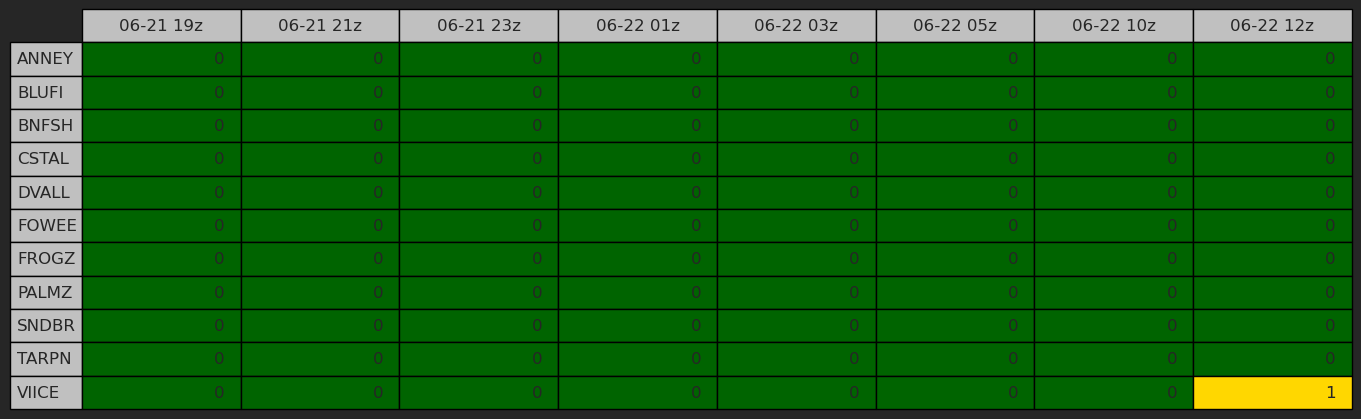 06-21 19z 06-21 21z 06-21 23z 06-22 01z 06-22 03z 06-22 05z 06-22 10z 06-22 12z
ANNEY 0 0 0 0 0 0 0 0
BLUFI 0 0 0 0 0 0 0 0
BNFSH 0 0 0 0 0 0 0 0
CSTAL 0 0 0 0 0 0 0 0
DVALL 0 0 0 0 0 0 0 0
FOWEE 0 0 0 0 0 0 0 0
FROGZ 0 0 0 0 0 0 0 0
PALMZ 0 0 0 0 0 0 0 0
SNDBR 0 0 0 0 0 0 0 0
TARPN 0 0 0 0 0 0 0 0
VIICE 0 0 0 0 0 0 0 1